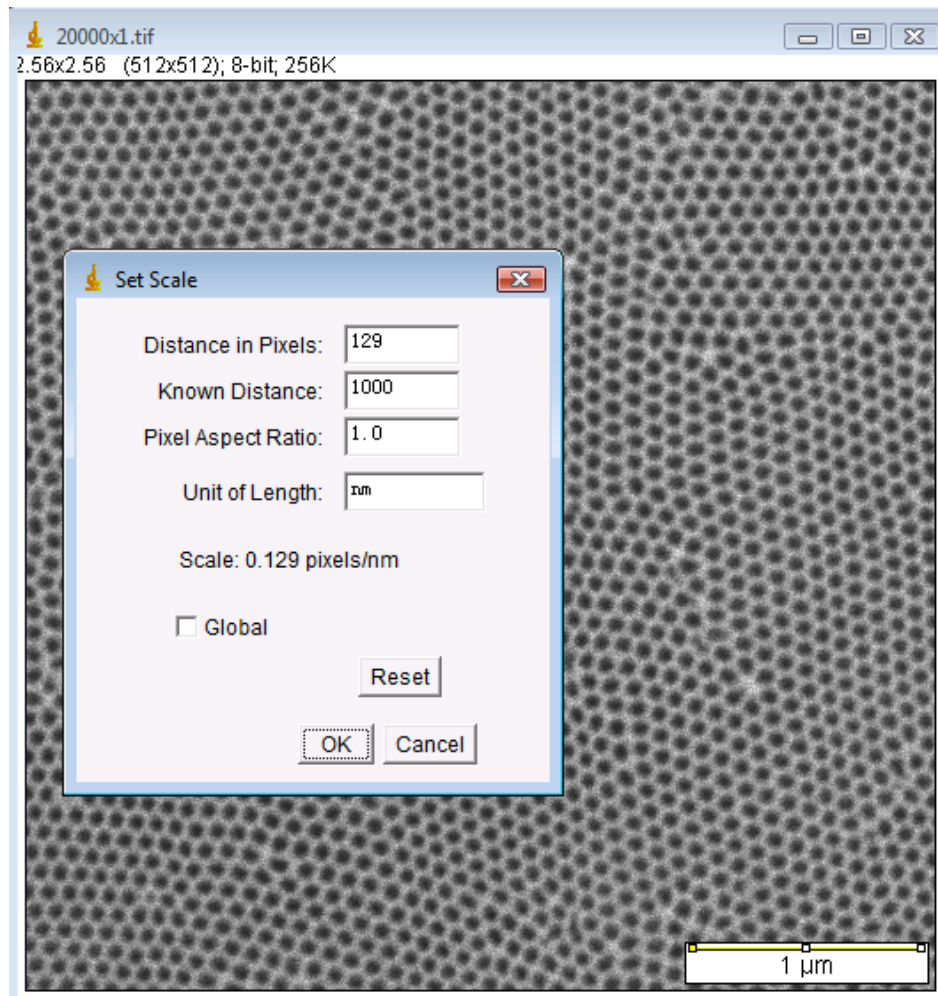 20000x1.tif
2.56x2.56 (512x512); 8-bit; 256K
Set Scale
Distance in Pixels: 129
Known Distance: 1000
Pixel Aspect Ratio: 1.0
Unit of Length: nm
Scale: 0.129 pixels/nm
Global
Reset
OK Cancel
1 μm